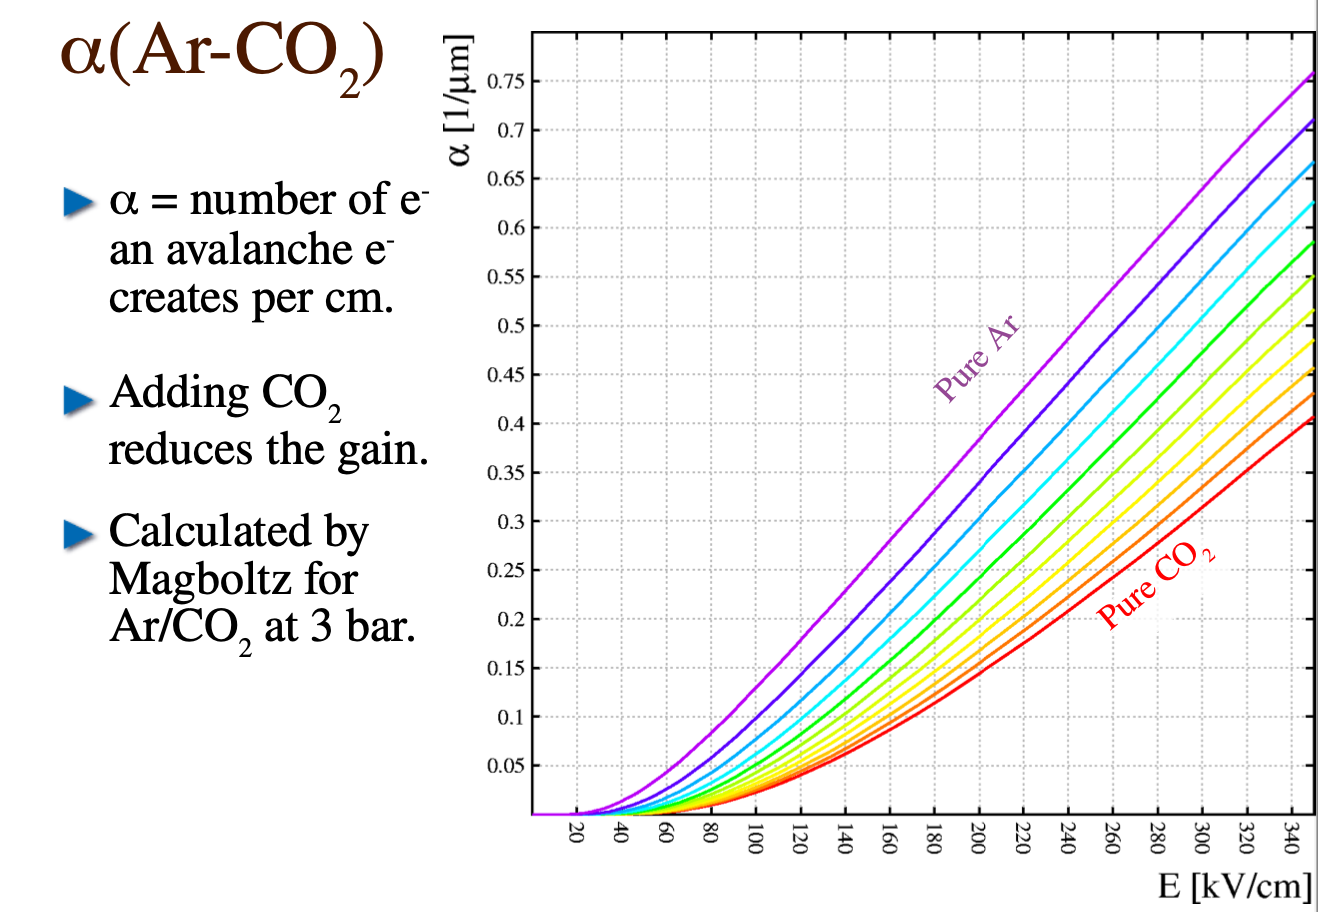 α(Ar-CO₂)
α = number of e⁻
an avalanche e⁻
creates per cm.
Adding CO₂
reduces the gain.
Calculated by
Magboltz for
Ar/CO₂ at 3 bar.
α [1/μm]
0.75
0.7
0.65
0.6
0.55
0.5
0.45
0.4
0.35
0.3
0.25
0.2
0.15
0.1
0.05
Pure Ar
Pure CO₂
20 40 60 80 100 120 140 160 180 200 220 240 260 280 300 320 340
E [kV/cm]